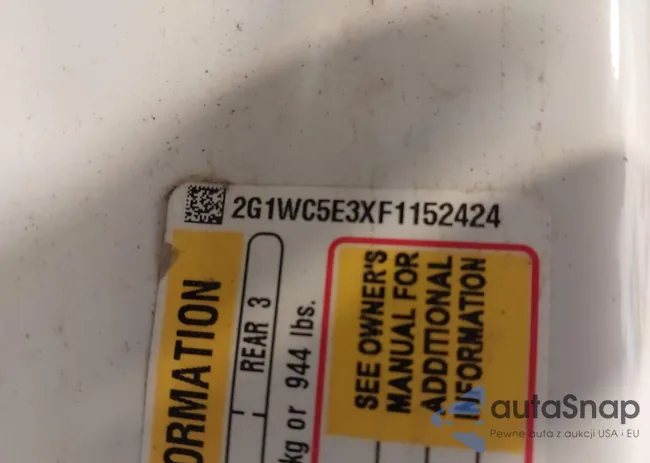 2G1WC5E3XF1152424
ORMATION
REAR 3
kg or 944 lbs.
SEE OWNER'S
MANUAL FOR
ADDITIONAL
INFORMATION
autaSnap
Pewne auta z aukcji USA i EU